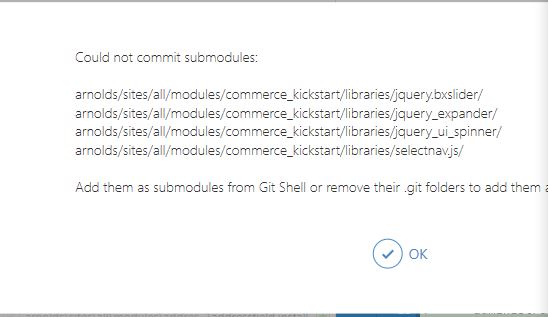 Could not commit submodules:
arnolds/sites/all/modules/commerce_kickstart/libraries/jquery.bxslider/
arnolds/sites/all/modules/commerce_kickstart/libraries/jquery_expander/
arnolds/sites/all/modules/commerce_kickstart/libraries/jquery_ui_spinner/
arnolds/sites/all/modules/commerce_kickstart/libraries/selectnav.js/
Add them as submodules from Git Shell or remove their .git folders to add them a
OK